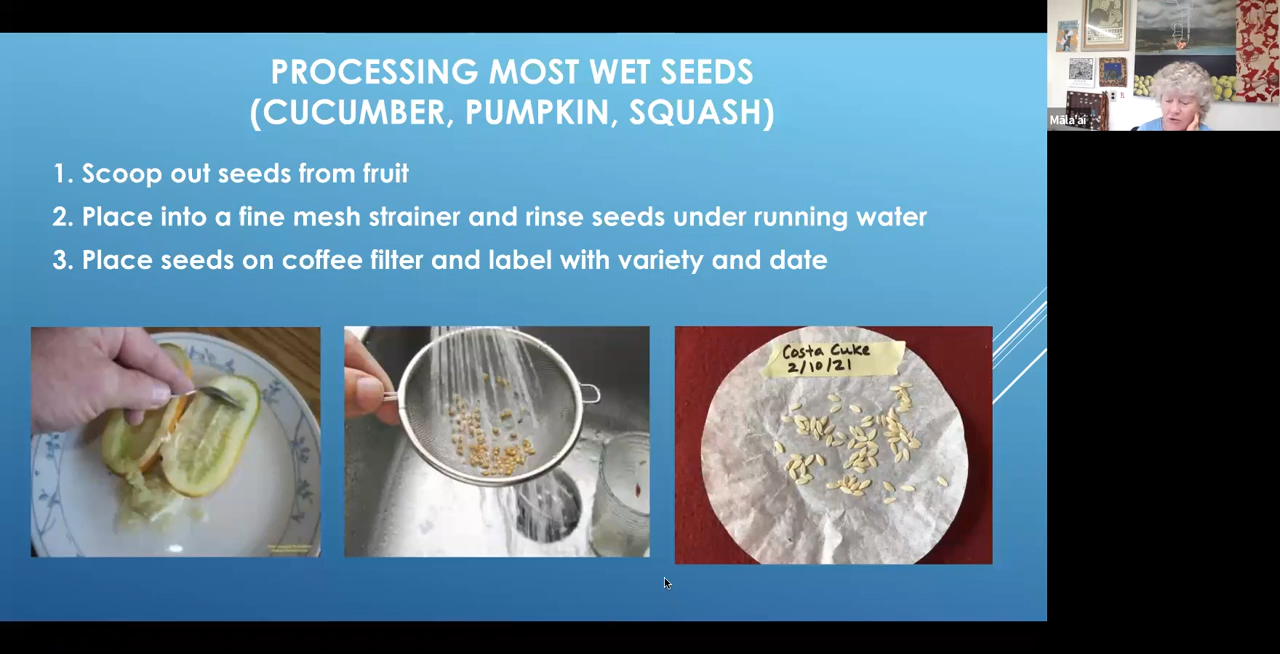 PROCESSING MOST WET SEEDS
(CUCUMBER, PUMPKIN, SQUASH)
1. Scoop out seeds from fruit
2. Place into a fine mesh strainer and rinse seeds under running water
3. Place seeds on coffee filter and label with variety and date
Costa Cuke
2/10/21
Māla'ai